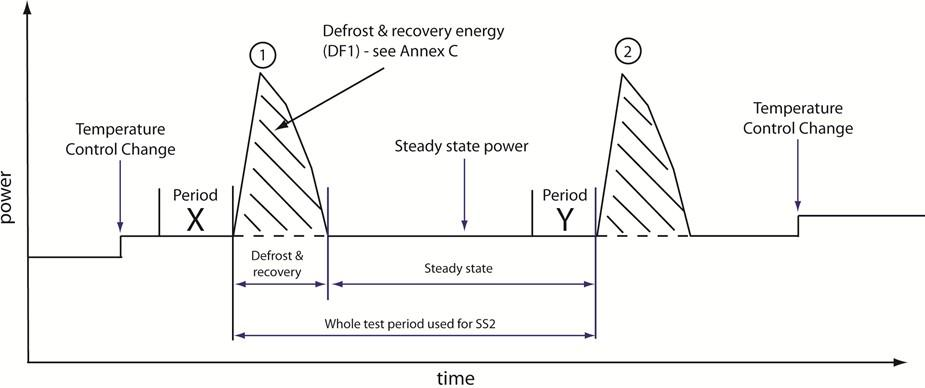 Defrost & recovery energy
(DF1) - see Annex C
1
2
Temperature
Control Change
Temperature
Control Change
Steady state power
Period
X
Period
Y
power
Defrost &
recovery
Steady state
Whole test period used for SS2
time